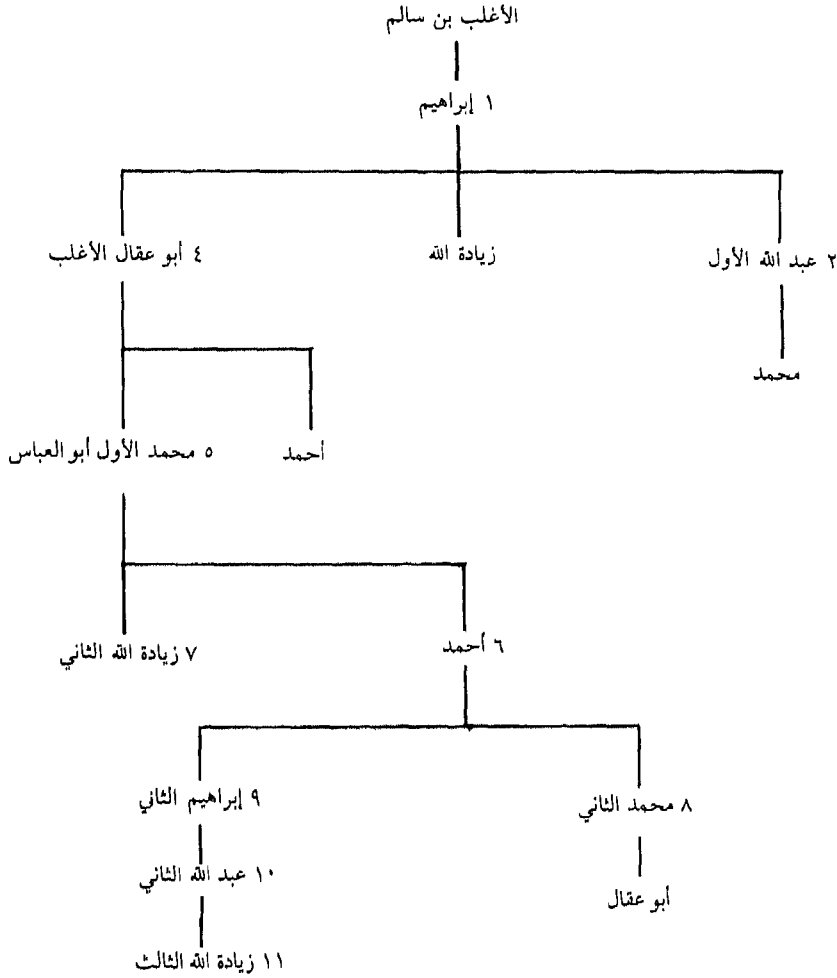 الأغلب بن سالم
١ إبراهيم
٢ عبد الله الأول
زيادة الله
٤ أبو عقال الأغلب
محمد
أحمد
٥ محمد الأول أبو العباس
٦ أحمد
٧ زيادة الله الثاني
٨ محمد الثاني
٩ إبراهيم الثاني
أبو عقال
١٠ عبد الله الثاني
١١ زيادة الله الثالث